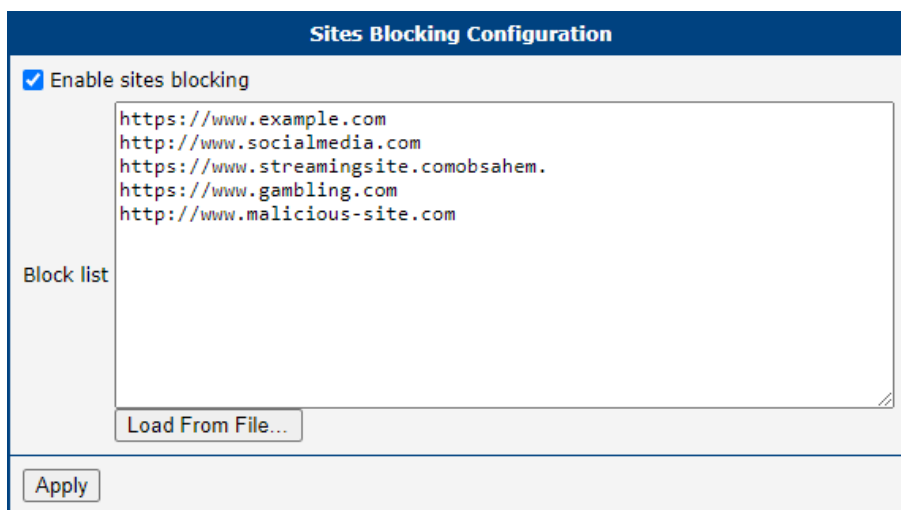 Sites Blocking Configuration
Enable sites blocking
https://www.example.com
http://www.socialmedia.com
https://www.streamingsite.comobsahem.
https://www.gambling.com
http://www.malicious-site.com
Block list
Load From File...
Apply